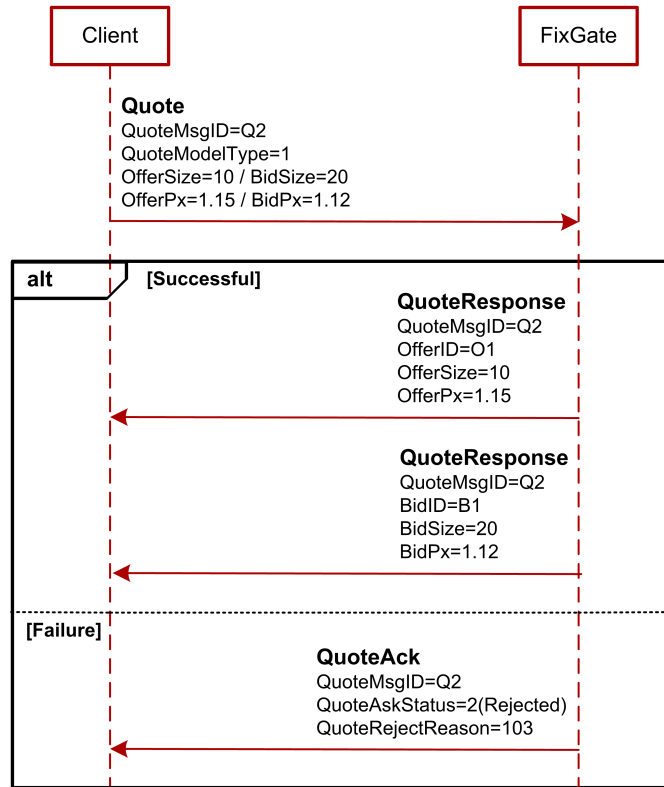 Client
FixGate
Quote
QuoteMsgID=Q2
QuoteModelType=1
OfferSize=10 / BidSize=20
OfferPx=1.15 / BidPx=1.12
alt
[Successful]
QuoteResponse
QuoteMsgID=Q2
OfferID=O1
OfferSize=10
OfferPx=1.15
QuoteResponse
QuoteMsgID=Q2
BidID=B1
BidSize=20
BidPx=1.12
[Failure]
QuoteAck
QuoteMsgID=Q2
QuoteAskStatus=2(Rejected)
QuoteRejectReason=103